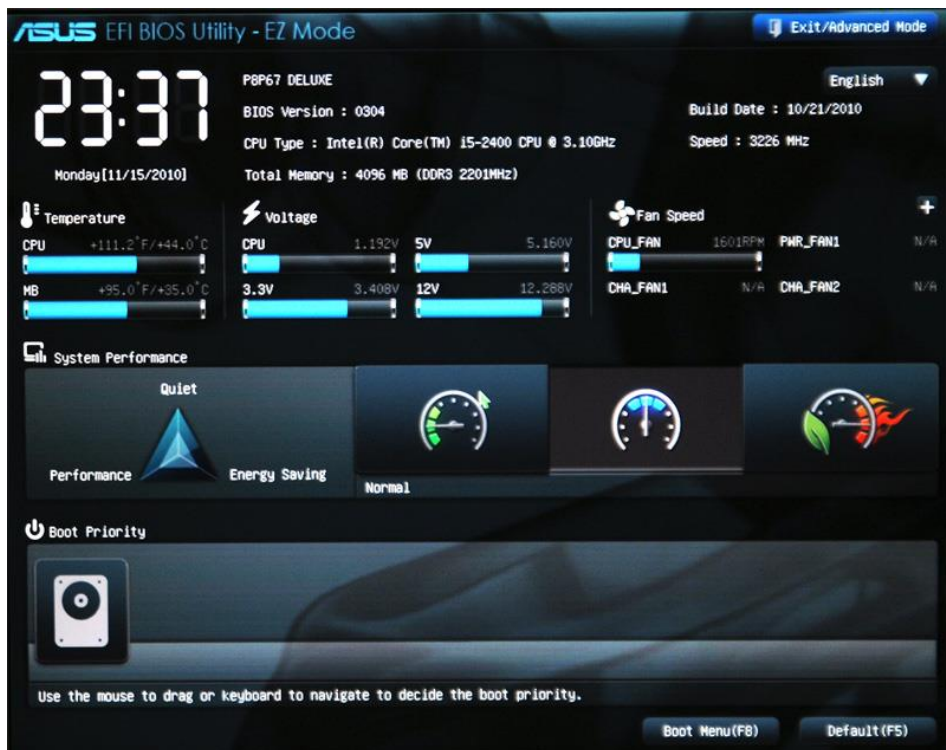 ASUS EFI BIOS Utility - EZ Mode
Exit/Advanced Mode
23:37
Monday[11/15/2010]
P8P67 DELUXE
English
BIOS Version : 0304
Build Date : 10/21/2010
CPU Type : Intel(R) Core(TM) i5-2400 CPU @ 3.10GHz
Speed : 3226 MHz
Total Memory : 4096 MB (DDR3 2201MHz)
Temperature
CPU +111.2°F/+44.0°C
MB +95.0°F/+35.0°C
Voltage
CPU 1.192V 5V 5.160V
3.3V 3.408V 12V 12.288V
Fan Speed
CPU_FAN 1601RPM PWR_FAN1 N/A
CHA_FAN1 N/A CHA_FAN2 N/A
System Performance
Quiet
Performance
Energy Saving
Normal
Boot Priority
Use the mouse to drag or keyboard to navigate to decide the boot priority.
Boot Menu(F8)
Default(F5)